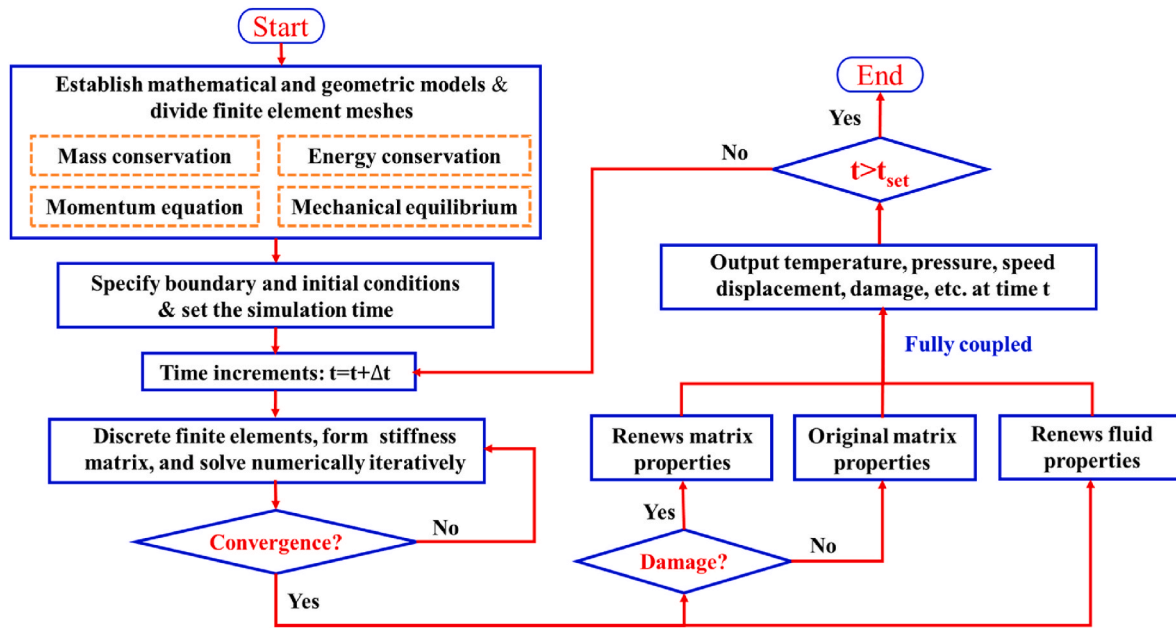 Start
Establish mathematical and geometric models &
divide finite element meshes
Mass conservation
Energy conservation
Momentum equation
Mechanical equilibrium
Specify boundary and initial conditions
& set the simulation time
Time increments: t=t+Δt
Discrete finite elements, form stiffness
matrix, and solve numerically iteratively
Convergence?
No
Yes
Damage?
Yes
No
Renews matrix
properties
Original matrix
properties
Renews fluid
properties
Fully coupled
Output temperature, pressure, speed
displacement, damage, etc. at time t
t>tset
No
Yes
End